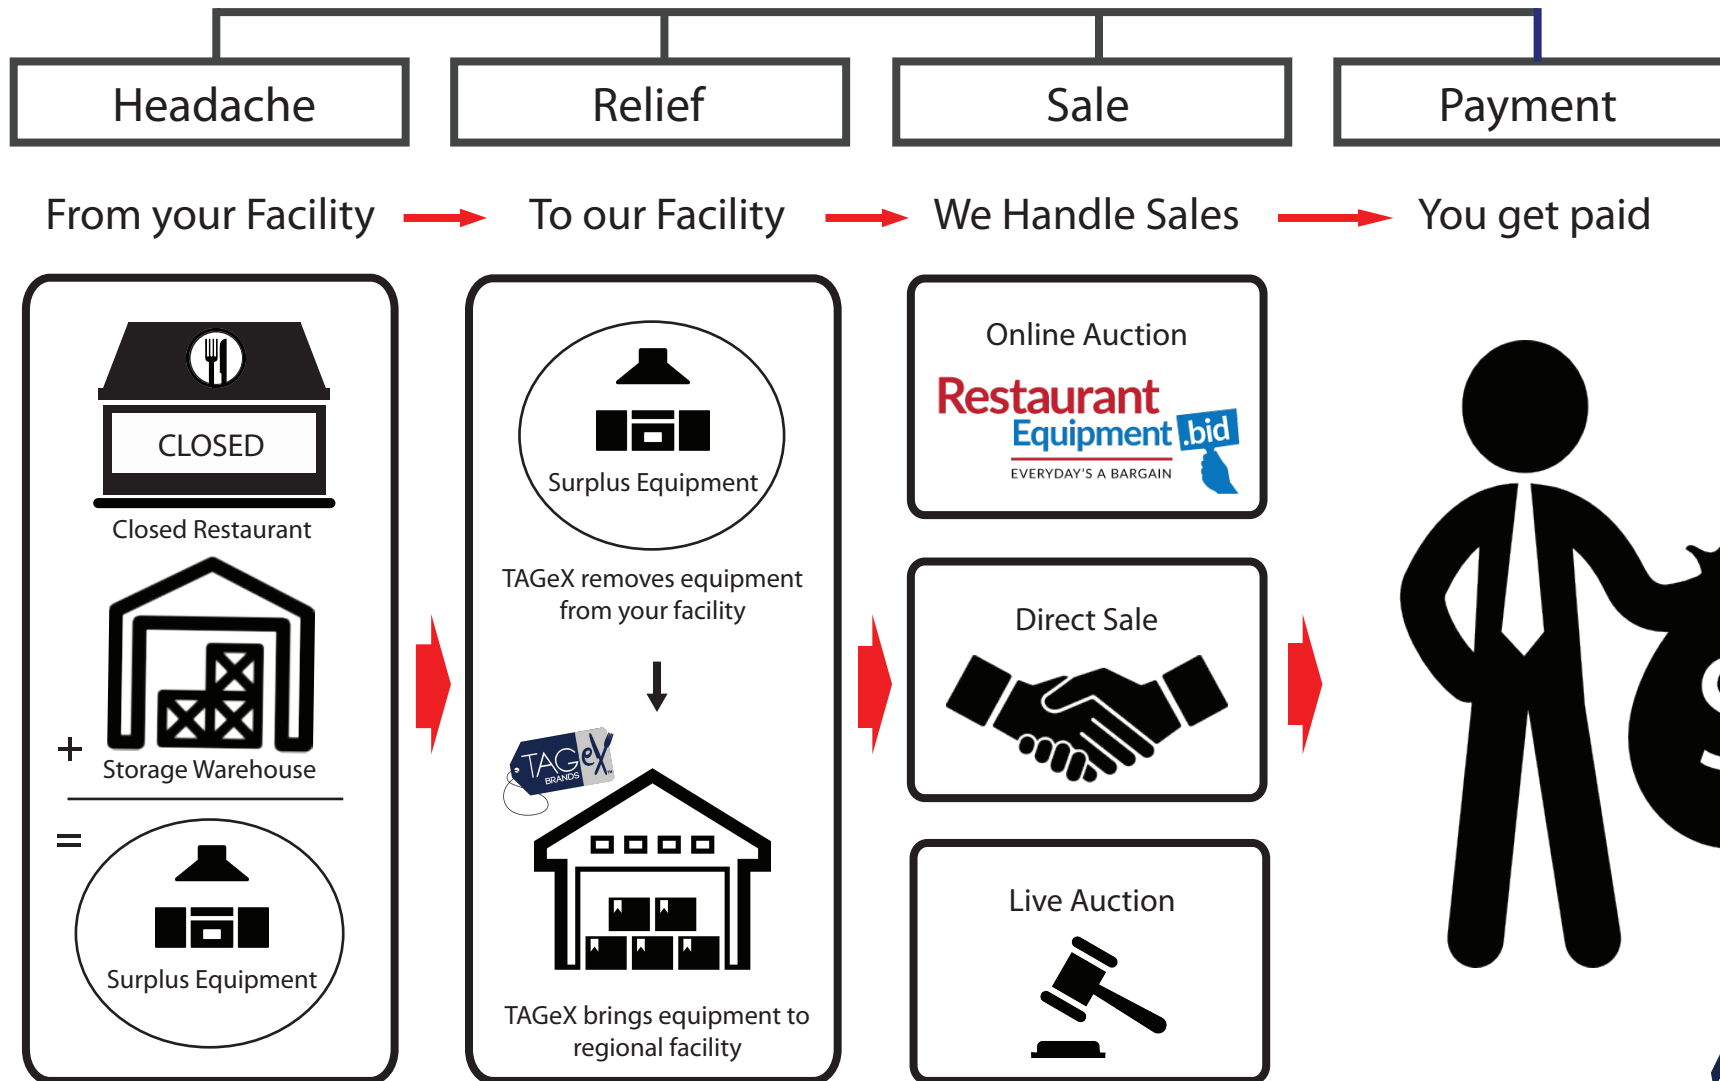 Headache
Relief
Sale
Payment
From your Facility
To our Facility
We Handle Sales
You get paid
CLOSED
Closed Restaurant
+
Storage Warehouse
=
Surplus Equipment
Surplus Equipment
TAGeX removes equipment
from your facility
TAGeX
BRANDS
TAGeX brings equipment to
regional facility
Online Auction
Restaurant
Equipment .bid
EVERYDAY'S A BARGAIN
Direct Sale
Live Auction